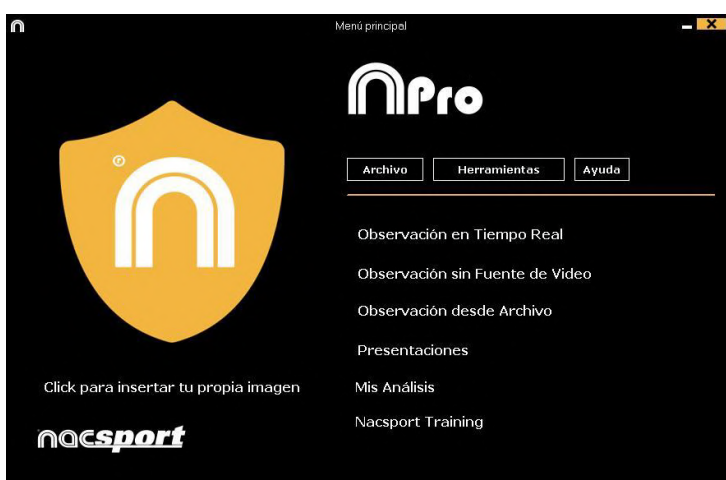 Menú principal
Pro
Archivo Herramientas Ayuda
Observación en Tiempo Real
Observación sin Fuente de Video
Observación desde Archivo
Presentaciones
Mis Análisis
Nacsport Training
Click para insertar tu propia imagen
nacsport